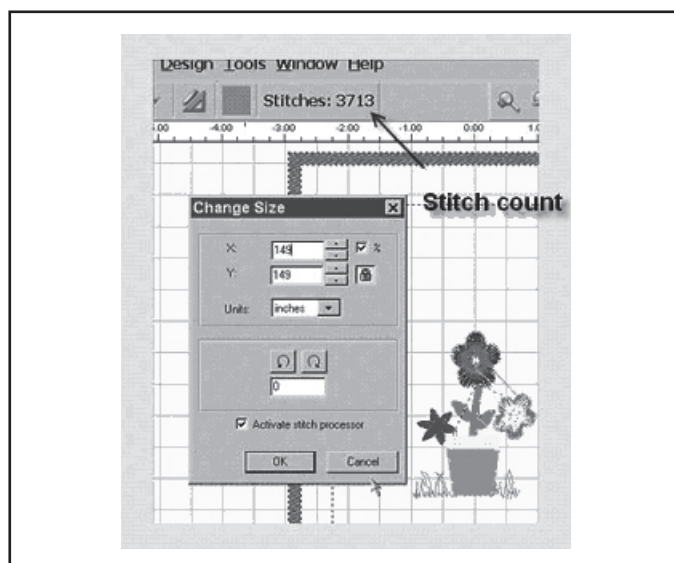 Design Tools Window Help
Stitches: 3713
-4.00 -3.00 -2.00 -1.00 0.00
Stitch count
Change Size
X: 149 %
Y: 149
Units: inches
0
Activate stitch processor
OK Cancel